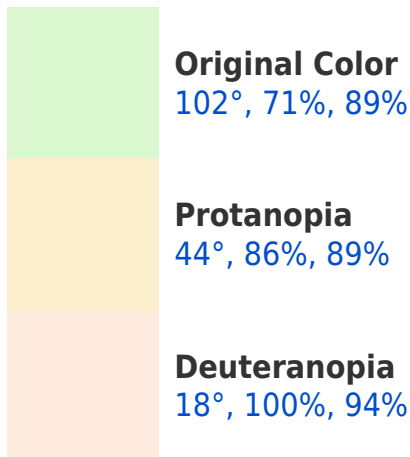 Original Color
102°, 71%, 89%
Protanopia
44°, 86%, 89%
Deuteranopia
18°, 100%, 94%